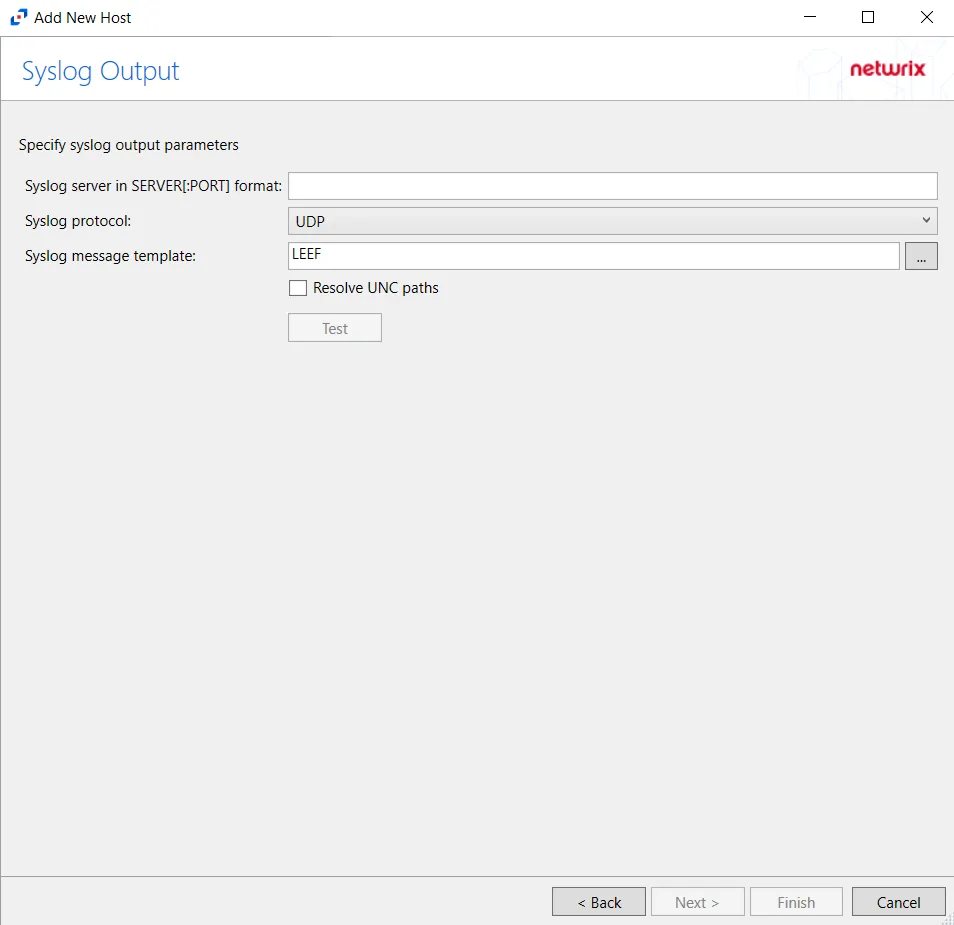 Add New Host
Syslog Output
netwrix
Specify syslog output parameters
Syslog server in SERVER[:PORT] format:
Syslog protocol: UDP
Syslog message template: LEEF ...
Resolve UNC paths
Test
< Back Next > Finish Cancel